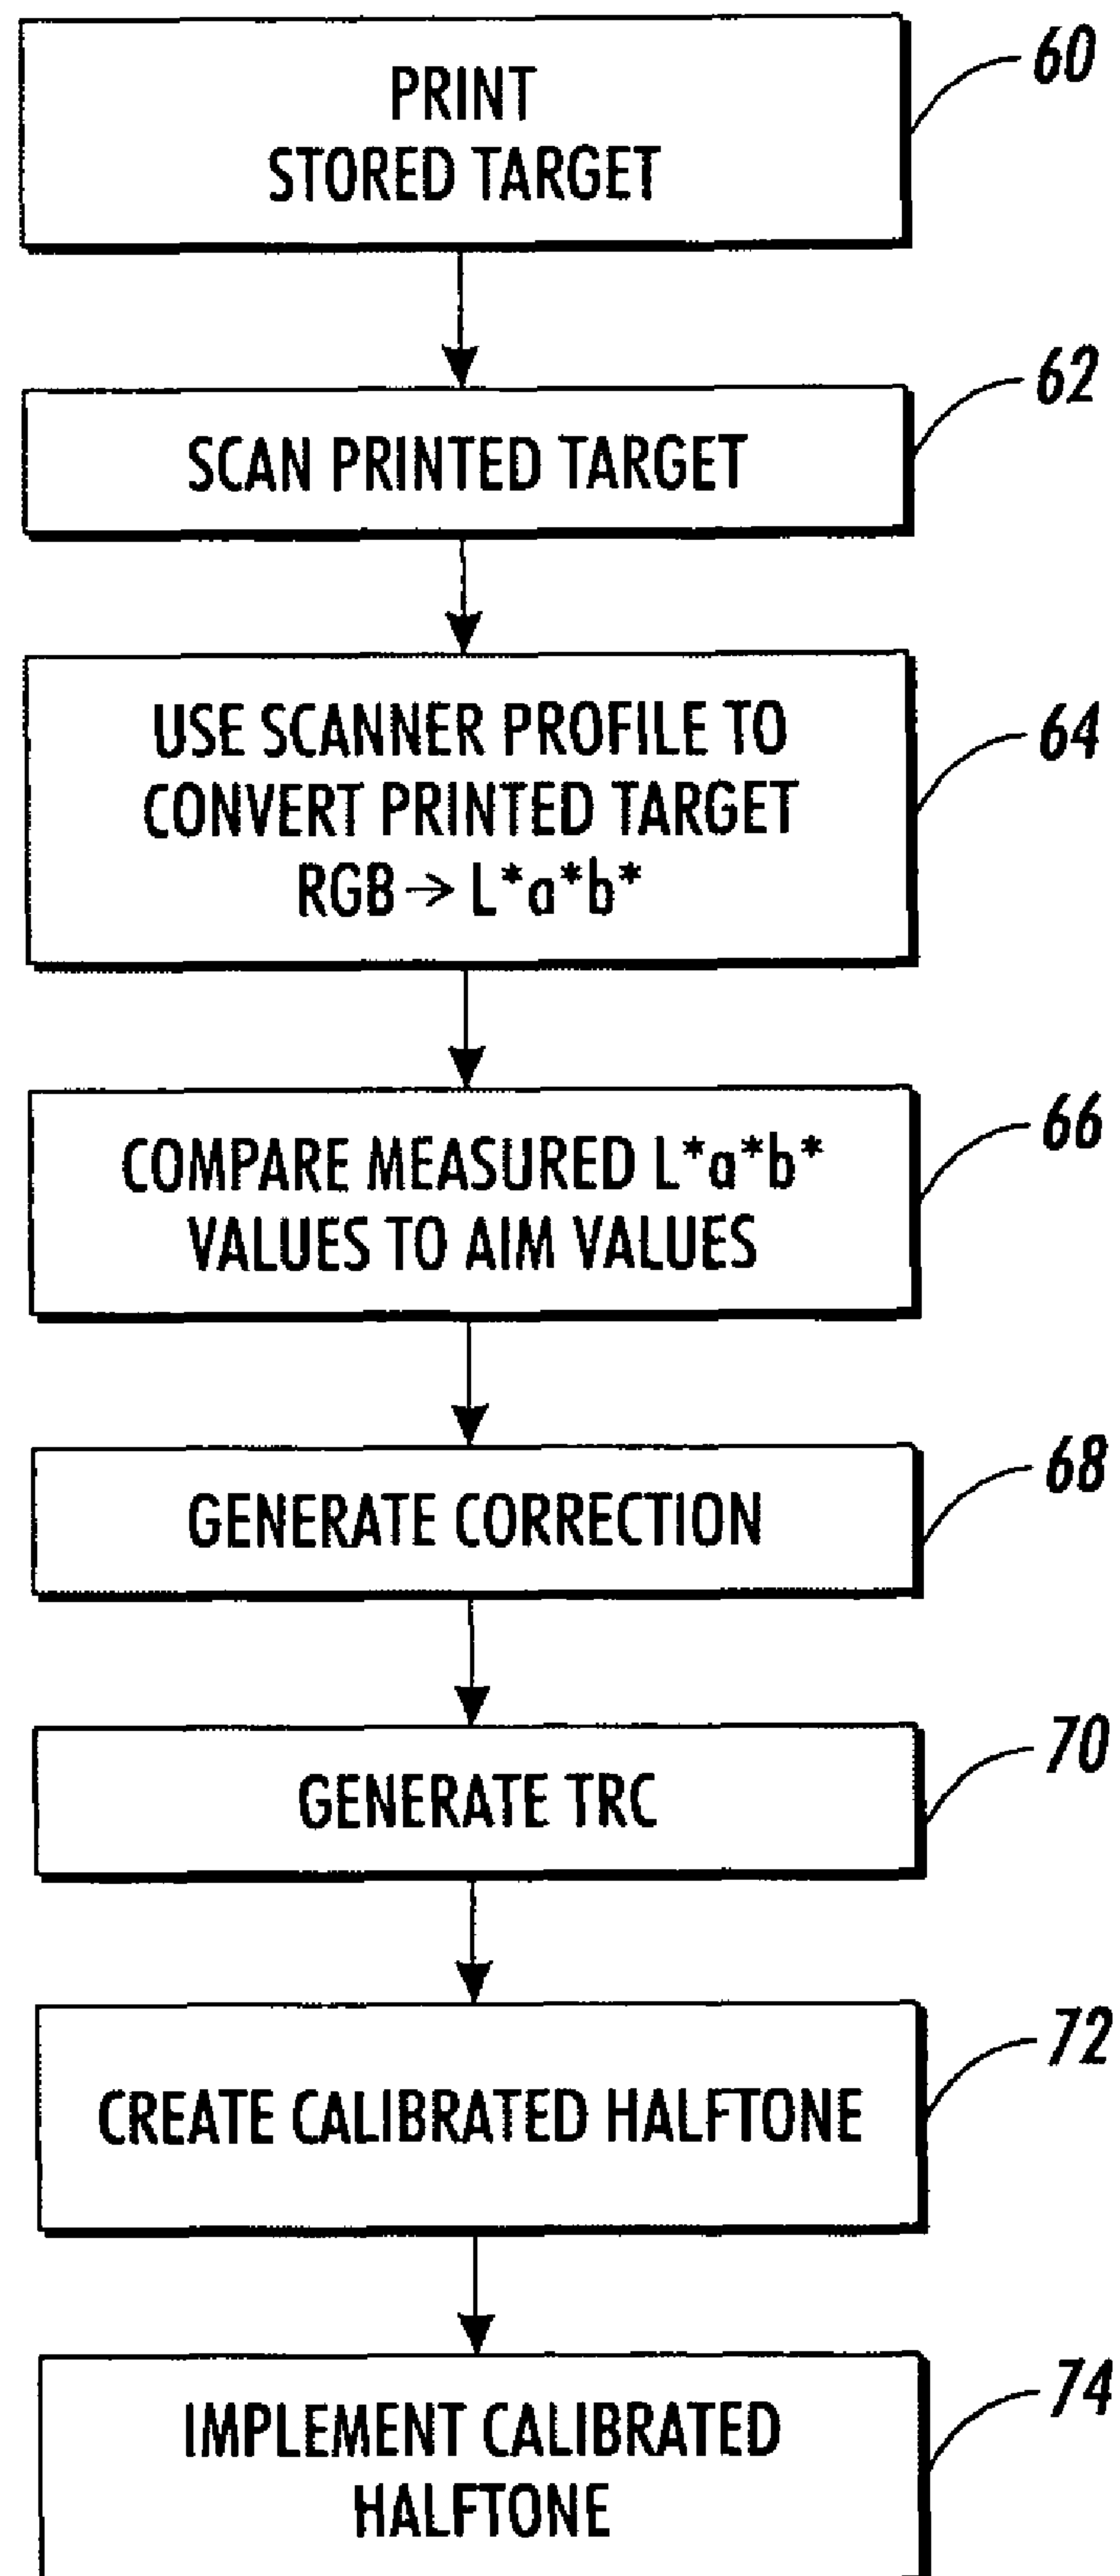 PRINT
STORED TARGET
60
SCAN PRINTED TARGET
62
USE SCANNER PROFILE TO
CONVERT PRINTED TARGET
RGB → L*a*b*
64
COMPARE MEASURED L*a*b*
VALUES TO AIM VALUES
66
GENERATE CORRECTION
68
GENERATE TRC
70
CREATE CALIBRATED HALFTONE
72
IMPLEMENT CALIBRATED
HALFTONE
74